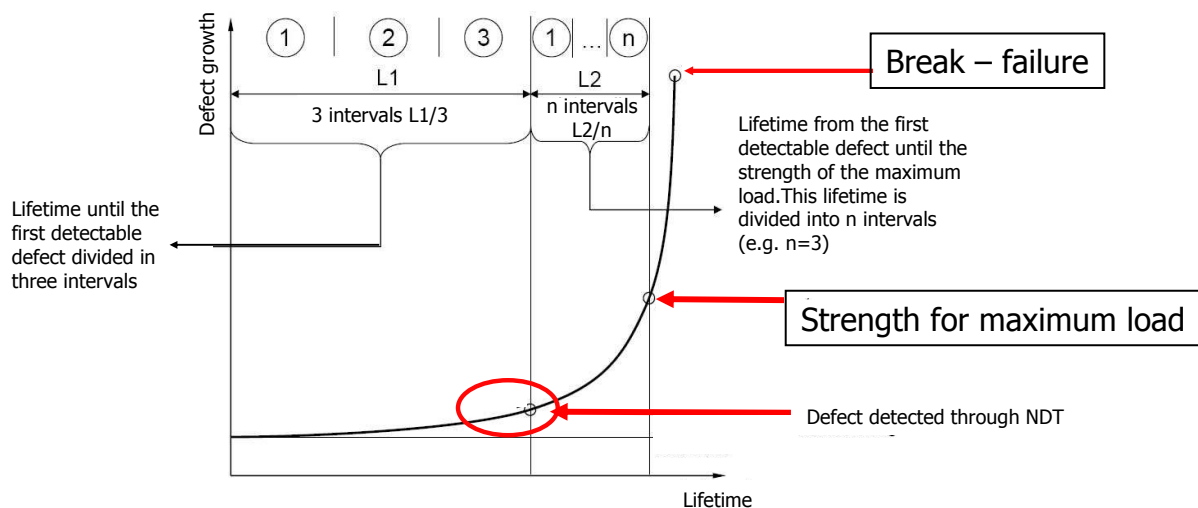 Defect growth
1
2
3
1
...
n
L1
L2
3 intervals L1/3
n intervals
L2/n
Break – failure
Lifetime from the first
detectable defect until the
strength of the maximum
load.This lifetime is
divided into n intervals
(e.g. n=3)
Lifetime until the
first detectable
defect divided in
three intervals
Strength for maximum load
Defect detected through NDT
Lifetime